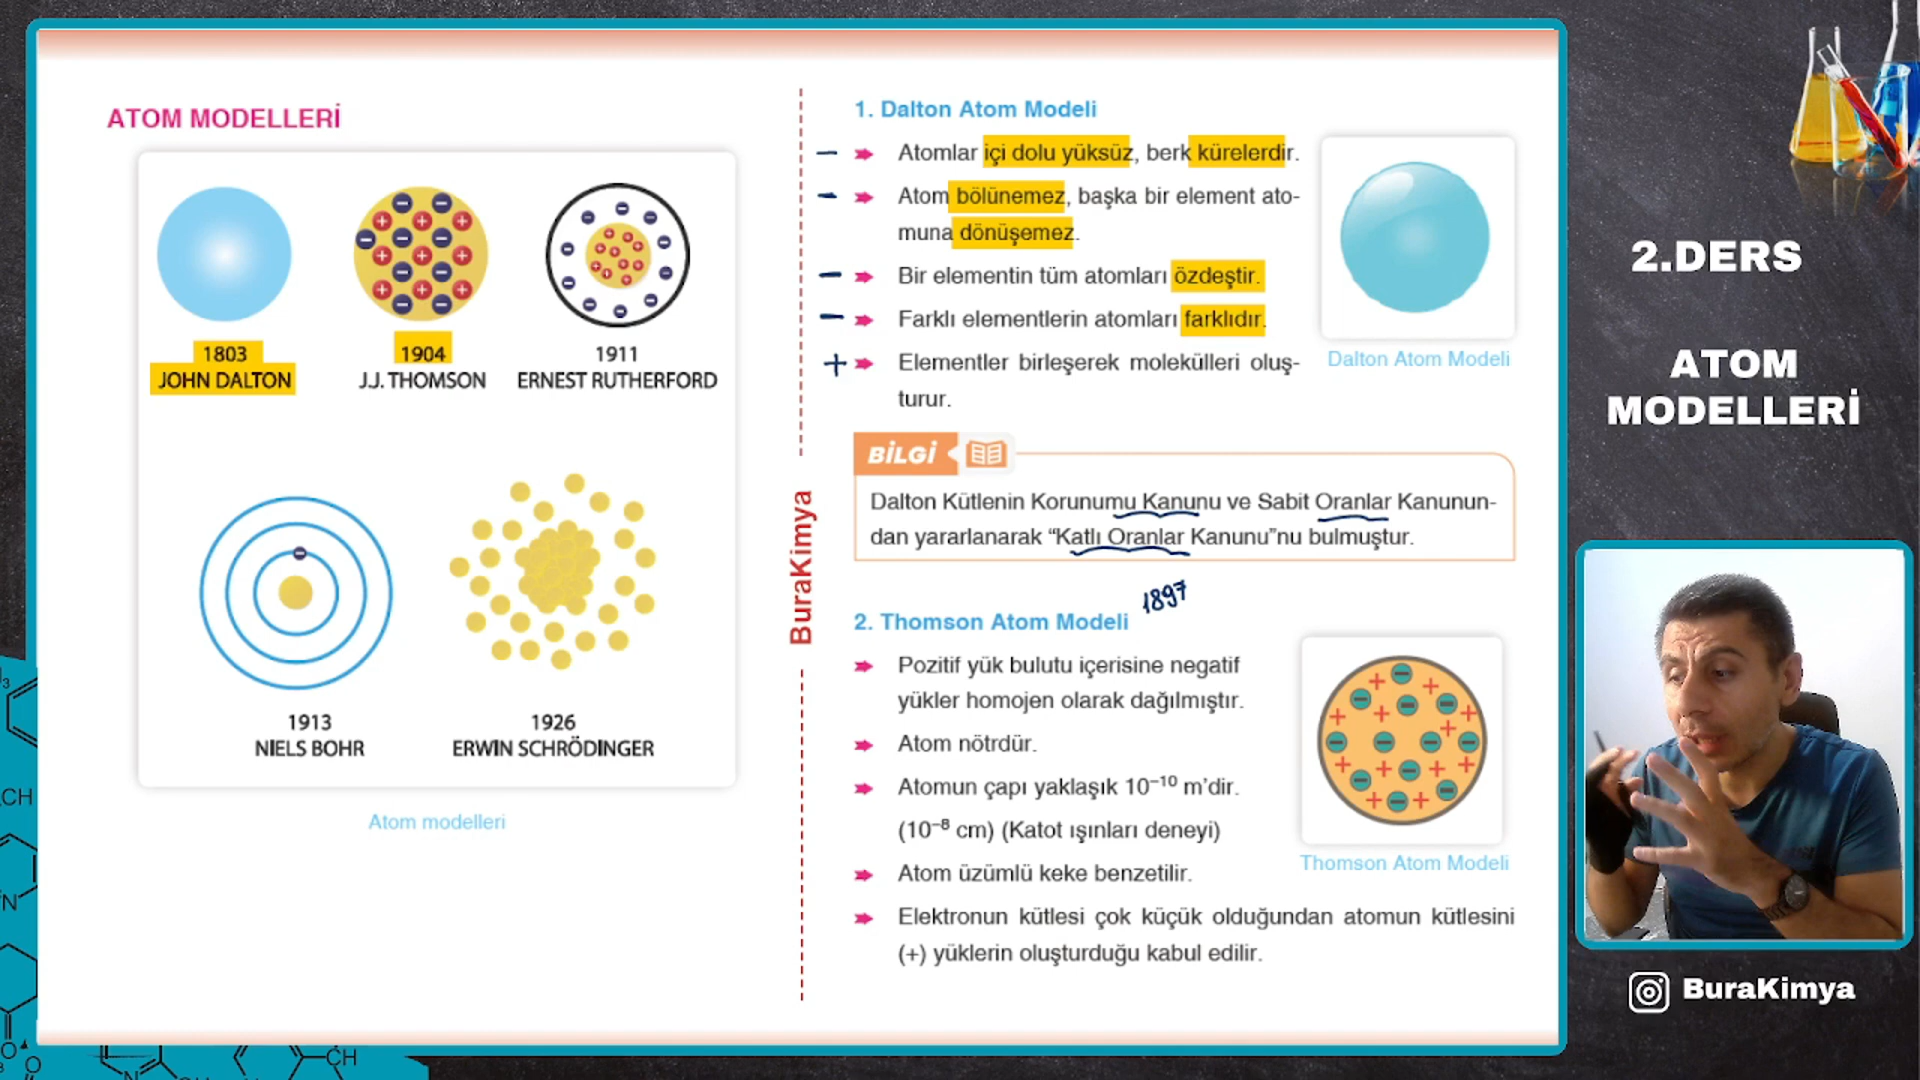 ATOM MODELLERİ
1803
JOHN DALTON
1904
J.J. THOMSON
1911
ERNEST RUTHERFORD
1913
NIELS BOHR
1926
ERWIN SCHRÖDINGER
Atom modelleri
BuraKimya
1. Dalton Atom Modeli
Atomlar içi dolu yüksüz, berk kürelerdir.
Atom bölünemez, başka bir element ato-
muna dönüşemez.
Bir elementin tüm atomları özdeştir.
Farklı elementlerin atomları farklıdır.
Elementler birleşerek molekülleri oluş-
turur.
Dalton Atom Modeli
BİLGİ
Dalton Kütlenin Korunumu Kanunu ve Sabit Oranlar Kanunun-
dan yararlanarak “Katlı Oranlar Kanunu”nu bulmuştur.
1897
2. Thomson Atom Modeli
Pozitif yük bulutu içerisine negatif
yükler homojen olarak dağılmıştır.
Atom nötrdür.
Atomun çapı yaklaşık 10⁻¹⁰ m’dir.
(10⁻⁸ cm) (Katot ışınları deneyi)
Atom üzümlü keke benzetilir.
Elektronun kütlesi çok küçük olduğundan atomun kütlesini
(+) yüklerin oluşturduğu kabul edilir.
Thomson Atom Modeli
2.DERS
ATOM
MODELLERİ
BuraKimya
CH
N
CH